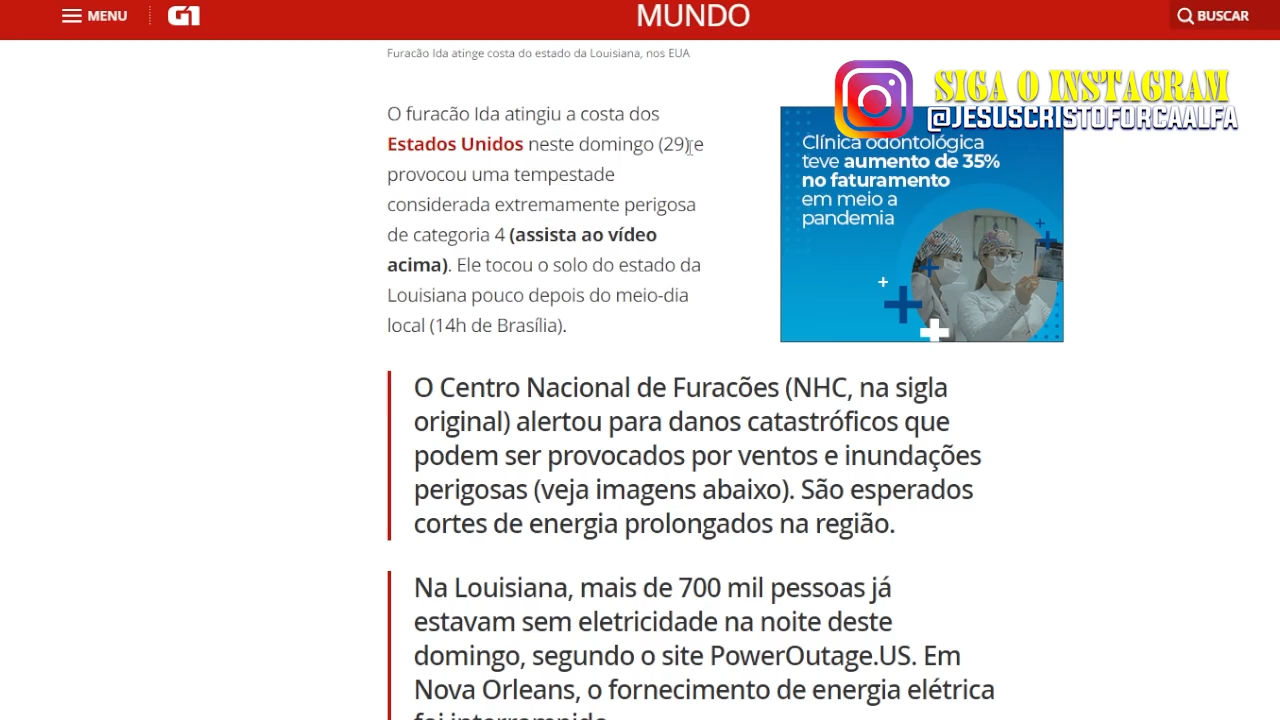 MENU
G1
MUNDO
BUSCAR
Furacão Ida atinge costa do estado da Louisiana, nos EUA
SIGA O INSTAGRAM
@JESUSCRISTOFORCAALFA
O furacão Ida atingiu a costa dos
Estados Unidos neste domingo (29) e
provocou uma tempestade
considerada extremamente perigosa
de categoria 4 (assista ao vídeo
acima). Ele tocou o solo do estado da
Louisiana pouco depois do meio-dia
local (14h de Brasília).
Clínica odontológica
teve aumento de 35%
no faturamento
em meio a
pandemia
O Centro Nacional de Furacões (NHC, na sigla
original) alertou para danos catastróficos que
podem ser provocados por ventos e inundações
perigosas (veja imagens abaixo). São esperados
cortes de energia prolongados na região.
Na Louisiana, mais de 700 mil pessoas já
estavam sem eletricidade na noite deste
domingo, segundo o site PowerOutage.US. Em
Nova Orleans, o fornecimento de energia elétrica
foi interrompido